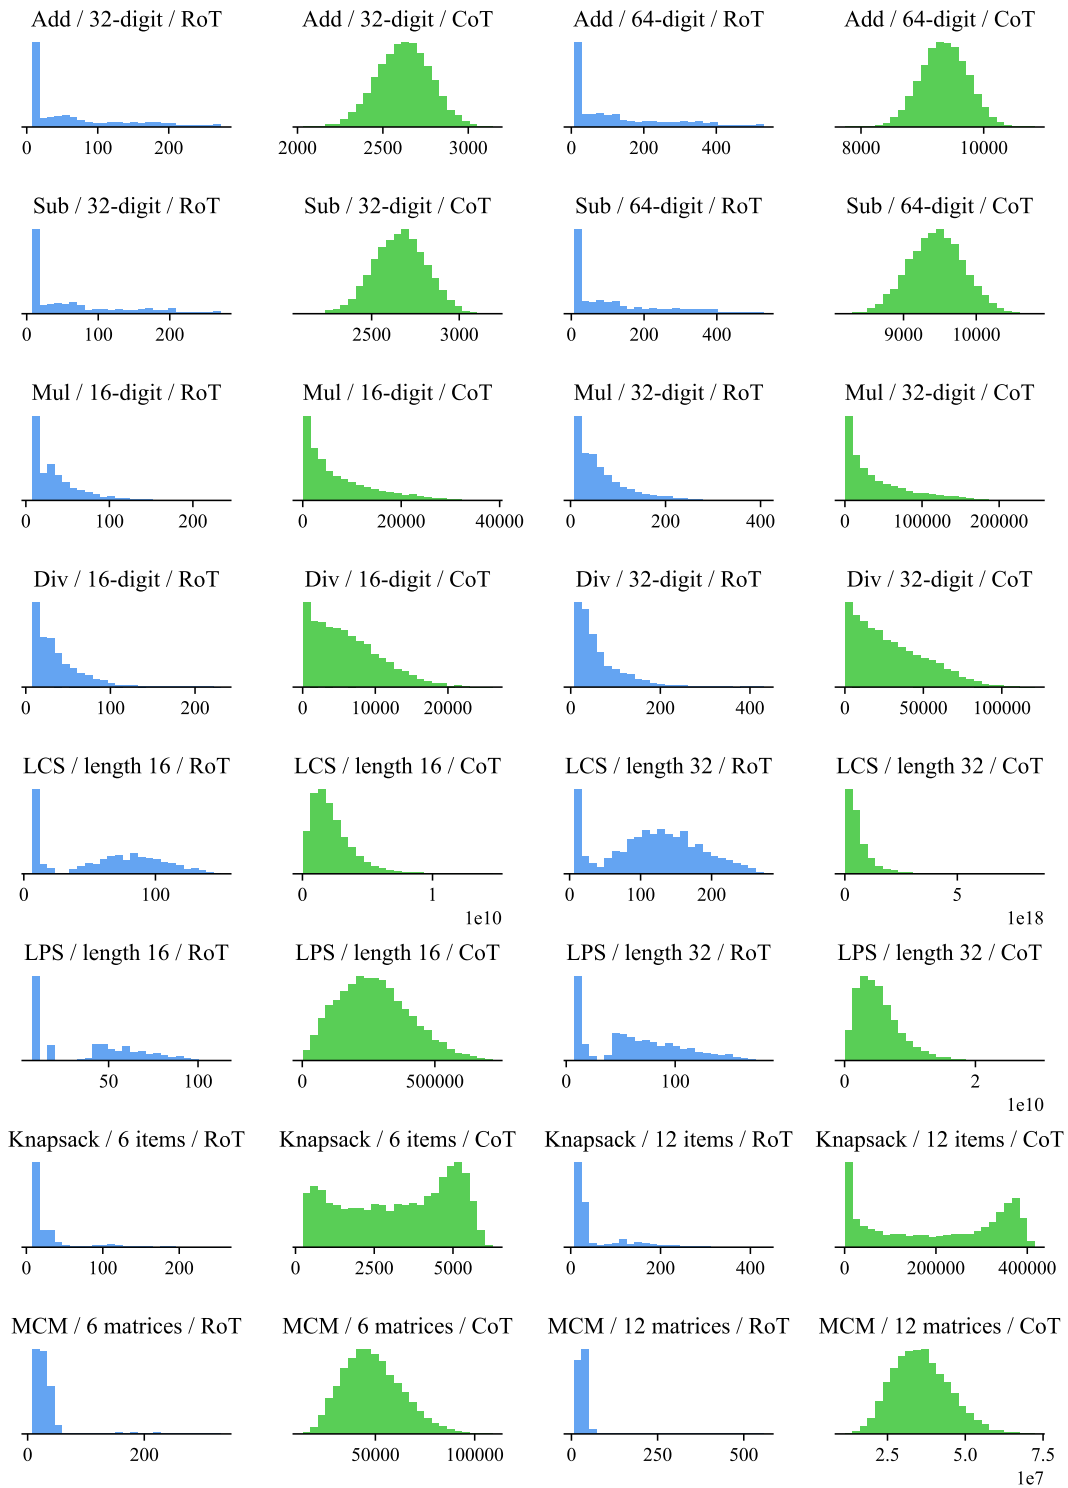 Add / 32-digit / RoT Add / 32-digit / CoT Add / 64-digit / RoT Add / 64-digit / CoT
0 100 200 2000 2500 3000 0 200 400 8000 10000
Sub / 32-digit / RoT Sub / 32-digit / CoT Sub / 64-digit / RoT Sub / 64-digit / CoT
0 100 200 2500 3000 0 200 400 9000 10000
Mul / 16-digit / RoT Mul / 16-digit / CoT Mul / 32-digit / RoT Mul / 32-digit / CoT
0 100 200 0 20000 40000 0 200 400 0 100000 200000
Div / 16-digit / RoT Div / 16-digit / CoT Div / 32-digit / RoT Div / 32-digit / CoT
0 100 200 0 10000 20000 0 200 400 0 50000 100000
LCS / length 16 / RoT LCS / length 16 / CoT LCS / length 32 / RoT LCS / length 32 / CoT
0 100 0 1 0 100 200 0 5
1e10 1e18
LPS / length 16 / RoT LPS / length 16 / CoT LPS / length 32 / RoT LPS / length 32 / CoT
50 100 0 500000 0 100 0 2
1e10
Knapsack / 6 items / RoT Knapsack / 6 items / CoT Knapsack / 12 items / RoT Knapsack / 12 items / CoT
0 100 200 0 2500 5000 0 200 400 0 200000 400000
MCM / 6 matrices / RoT MCM / 6 matrices / CoT MCM / 12 matrices / RoT MCM / 12 matrices / CoT
0 200 50000 100000 0 250 500 2.5 5.0 7.5
1e7